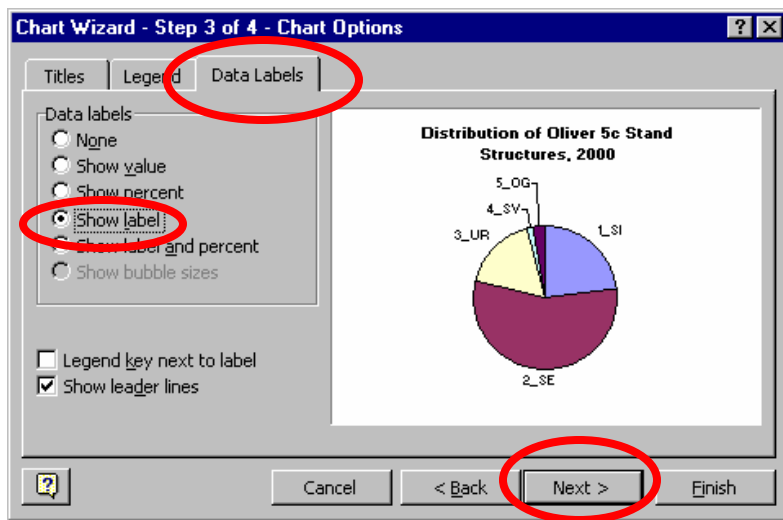 Chart Wizard - Step 3 of 4 - Chart Options
Titles
Legend
Data Labels
Data labels
None
Show value
Show percent
Show label
Show label and percent
Show bubble sizes
Legend key next to label
Show leader lines
Distribution of Oliver 5c Stand
Structures, 2000
5_OG
4_SV
3_UR
1_SI
2_SE
Cancel
< Back
Next >
Finish